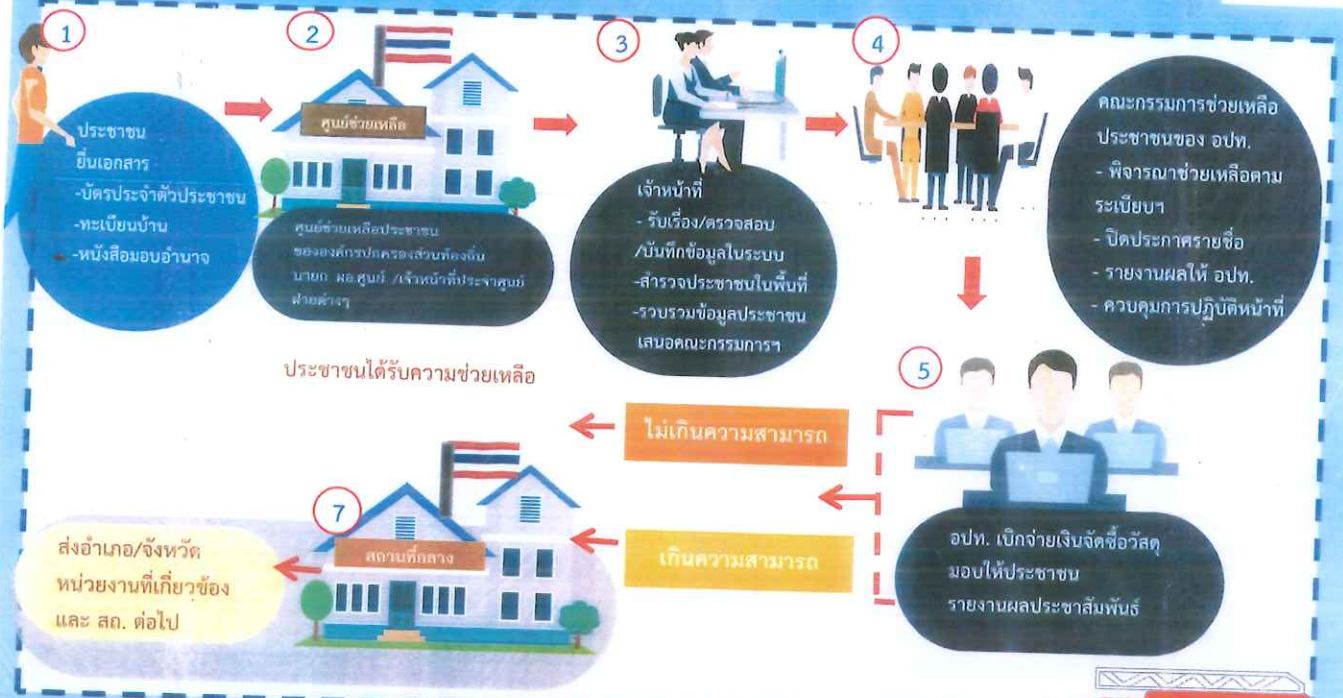 1
ประชาชน
ยื่นเอกสาร
-บัตรประจำตัวประชาชน
-ทะเบียนบ้าน
-หนังสือมอบอำนาจ
2
ศูนย์ช่วยเหลือ
ศูนย์ช่วยเหลือประชาชน
ขององค์กรปกครองส่วนท้องถิ่น
นายก ผอ.ศูนย์ /เจ้าหน้าที่ประจำศูนย์
ฝ่ายต่างๆ
3
เจ้าหน้าที่
- รับเรื่อง/ตรวจสอบ
/บันทึกข้อมูลในระบบ
-สำรวจประชาชนในพื้นที่
-รวบรวมข้อมูลประชาชน
เสนอคณะกรรมการฯ
4
คณะกรรมการช่วยเหลือ
ประชาชนของ อปท.
- พิจารณาช่วยเหลือตาม
ระเบียบฯ
- ปิดประกาศรายชื่อ
- รายงานผลให้ อปท.
- ควบคุมการปฏิบัติหน้าที่
5
อปท. เบิกจ่ายเงินจัดซื้อวัสดุ
มอบให้ประชาชน
รายงานผลประชาสัมพันธ์
ประชาชนได้รับความช่วยเหลือ
ไม่เกินความสามารถ
เกินความสามารถ
7
สถานที่กลาง
ส่งอำเภอ/จังหวัด
หน่วยงานที่เกี่ยวข้อง
และ สถ. ต่อไป